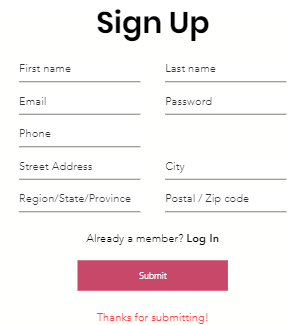 Sign Up
First name Last name
Email Password
Phone
Street Address City
Region/State/Province Postal / Zip code
Already a member? Log In
Submit
Thanks for submitting!